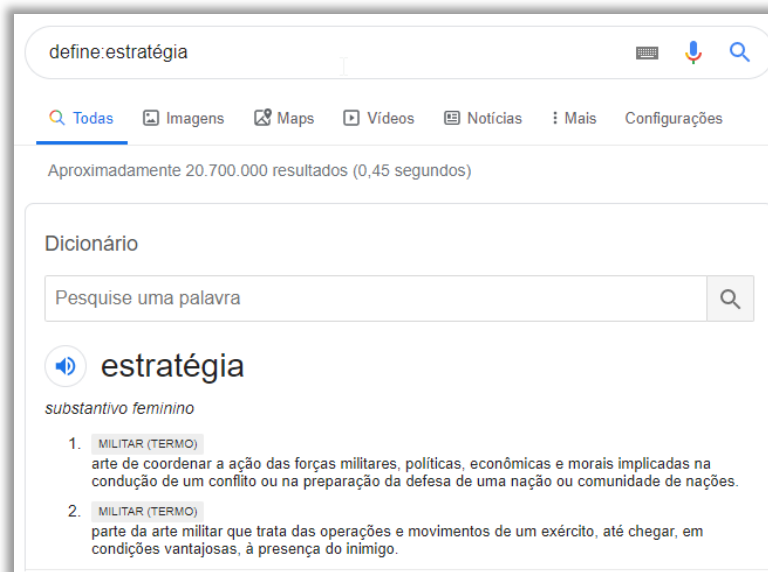 define:estratégia
Todas Imagens Maps Vídeos Notícias Mais Configurações
Aproximadamente 20.700.000 resultados (0,45 segundos)
Dicionário
Pesquise uma palavra
estratégia
substantivo feminino
1. MILITAR (TERMO)
arte de coordenar a ação das forças militares, políticas, econômicas e morais implicadas na
condução de um conflito ou na preparação da defesa de uma nação ou comunidade de nações.
2. MILITAR (TERMO)
parte da arte militar que trata das operações e movimentos de um exército, até chegar, em
condições vantajosas, à presença do inimigo.